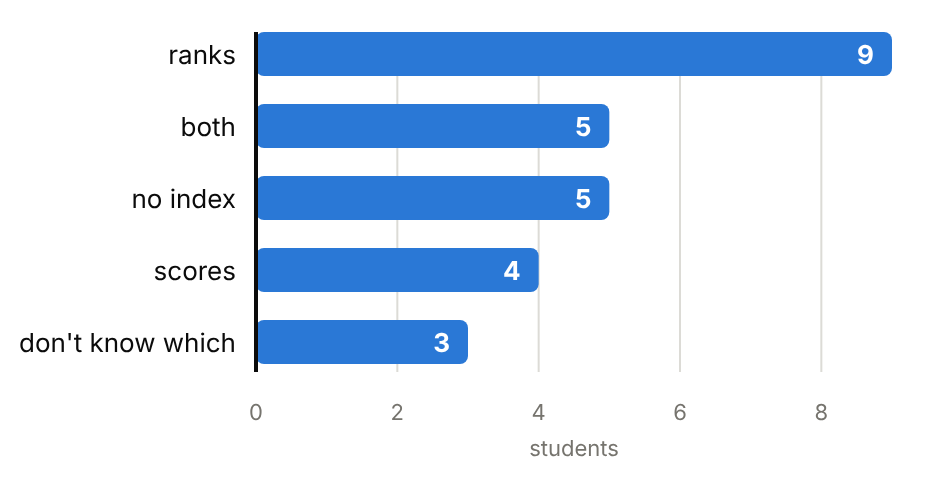 ranks 9
both 5
no index 5
scores 4
don't know which 3
0 2 4 6 8
students